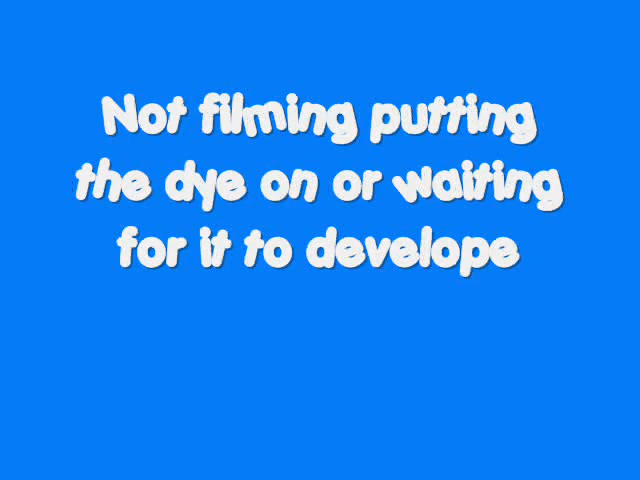 Not filming putting
the dye on or waiting
for it to develope